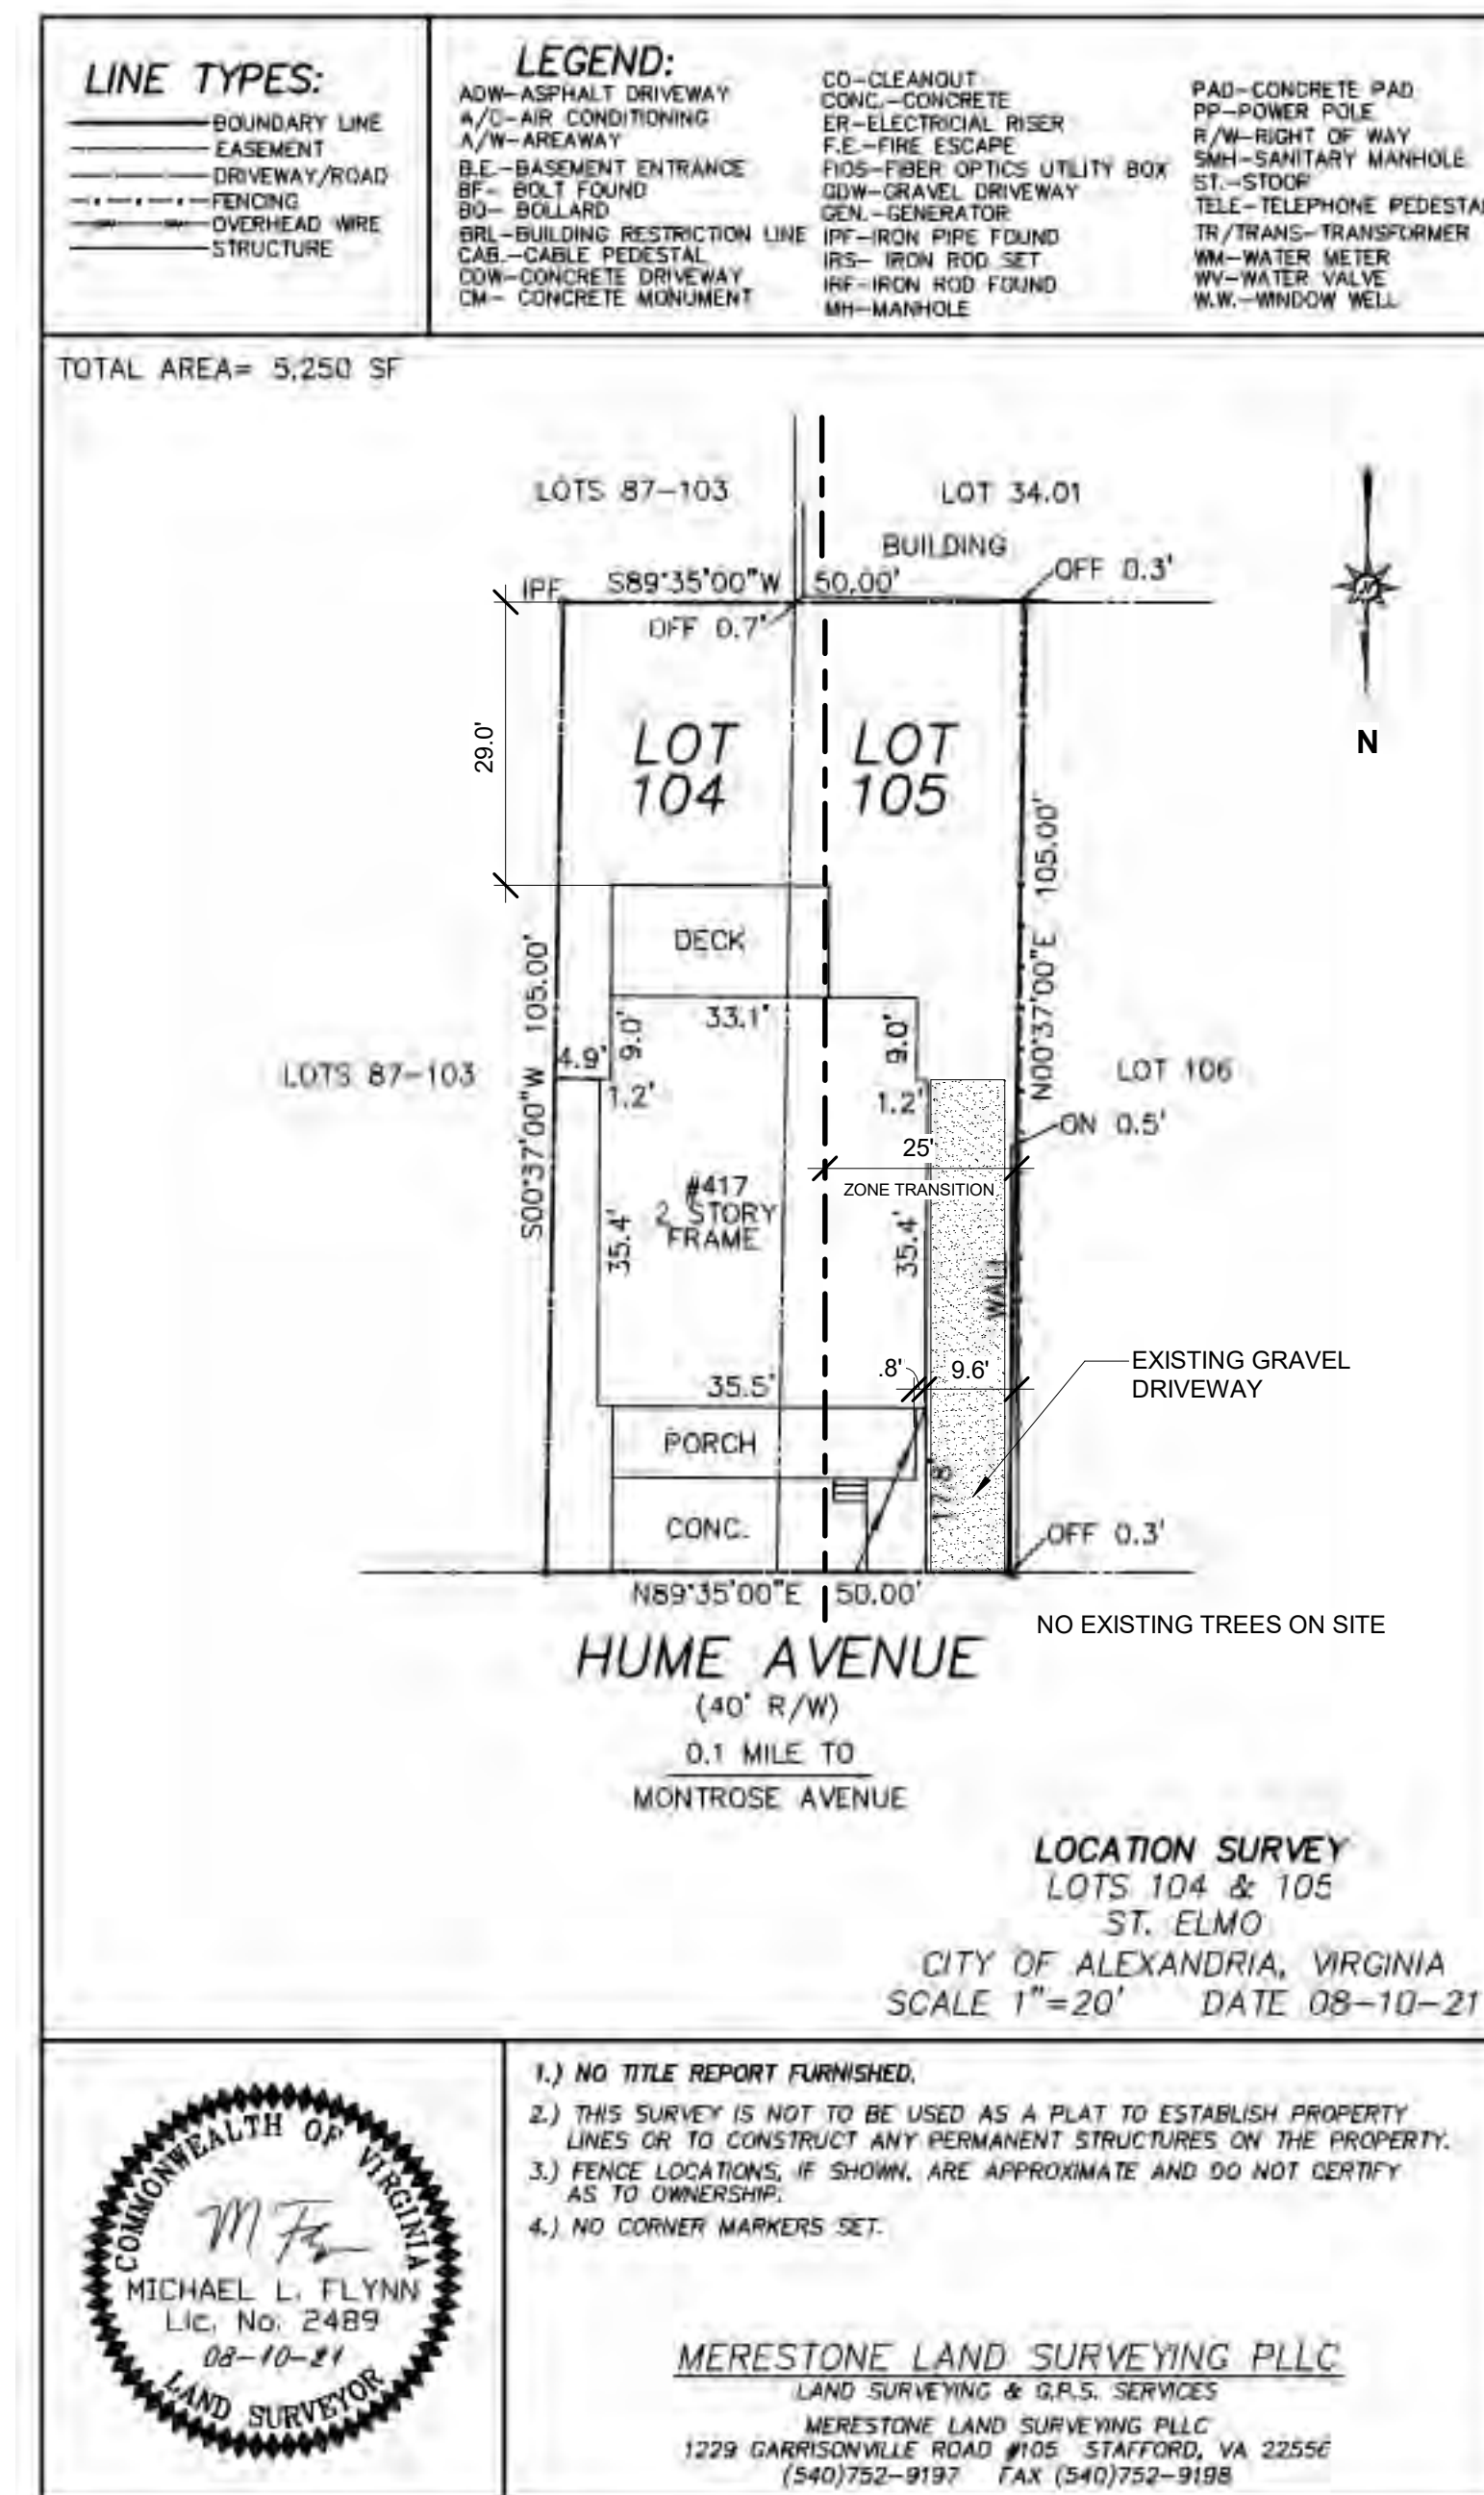 LINE TYPES:
BOUNDARY LINE
EASEMENT
DRIVEWAY/ROAD
FENCING
OVERHEAD WIRE
STRUCTURE
LEGEND:
ADW-ASPHALT DRIVEWAY
A/C-AIR CONDITIONING
A/W-AREAWAY
B.E.-BASEMENT ENTRANCE
BF- BOLT FOUND
BO- BOLLARD
BRL-BUILDING RESTRICTION LINE
CAB.-CABLE PEDESTAL
CDW-CONCRETE DRIVEWAY
CM- CONCRETE MONUMENT
CO-CLEANOUT
CONC.-CONCRETE
ER-ELECTRICIAL RISER
F.E.-FIRE ESCAPE
FIOS-FIBER OPTICS UTILITY BOX
GDW-GRAVEL DRIVEWAY
GEN.-GENERATOR
IPF-IRON PIPE FOUND
IRS- IRON ROD SET
IRF-IRON ROD FOUND
MH-MANHOLE
PAD-CONCRETE PAD
PP-POWER POLE
R/W-RIGHT OF WAY
SMH-SANITARY MANHOLE
ST.-STOOP
TELE-TELEPHONE PEDESTAL
TR/TRANS-TRANSFORMER
WM-WATER METER
WV-WATER VALVE
W.W.-WINDOW WELL
TOTAL AREA= 5,250 SF
LOTS 87-103
LOT 34.01
BUILDING
OFF 0.3'
IPF
S89°35'00"W 50.00'
OFF 0.7'
N
29.0'
LOT
104
LOT
105
N00°37'00"E 105.00'
S00°37'00"W 105.00'
DECK
33.1'
9.0'
9.0'
4.9'
1.2'
1.2'
LOTS 87-103
LOT 106
ON 0.5'
25'
ZONE TRANSITION
#417
2 STORY
FRAME
35.4'
35.4'
WALL
.8'
9.6'
35.5'
EXISTING GRAVEL
DRIVEWAY
PORCH
17.8'
CONC.
OFF 0.3'
N89°35'00"E 50.00'
NO EXISTING TREES ON SITE
HUME AVENUE
(40' R/W)
0.1 MILE TO
MONTROSE AVENUE
LOCATION SURVEY
LOTS 104 & 105
ST. ELMO
CITY OF ALEXANDRIA, VIRGINIA
SCALE 1"=20' DATE 08-10-21
COMMONWEALTH OF VIRGINIA
MICHAEL L. FLYNN
Lic. No. 2489
08-10-21
LAND SURVEYOR
1.) NO TITLE REPORT FURNISHED.
2.) THIS SURVEY IS NOT TO BE USED AS A PLAT TO ESTABLISH PROPERTY
LINES OR TO CONSTRUCT ANY PERMANENT STRUCTURES ON THE PROPERTY.
3.) FENCE LOCATIONS, IF SHOWN, ARE APPROXIMATE AND DO NOT CERTIFY
AS TO OWNERSHIP.
4.) NO CORNER MARKERS SET.
MERESTONE LAND SURVEYING PLLC
LAND SURVEYING & G.P.S. SERVICES
MERESTONE LAND SURVEYING PLLC
1229 GARRISONVILLE ROAD #105 STAFFORD, VA 22556
(540)752-9197 FAX (540)752-9198